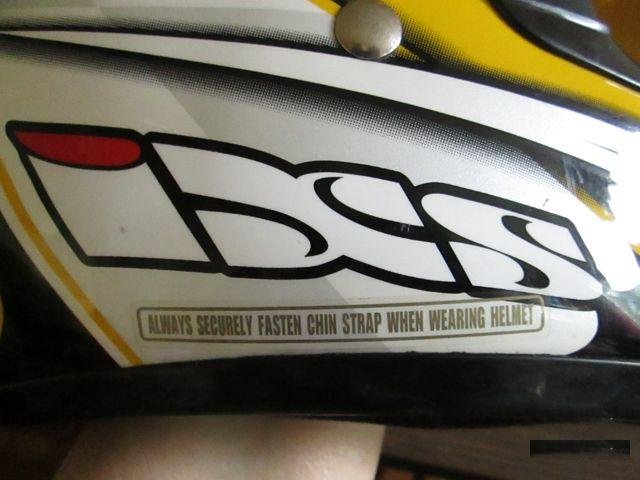 iXS
ALWAYS SECURELY FASTEN CHIN STRAP WHEN WEARING HELMET